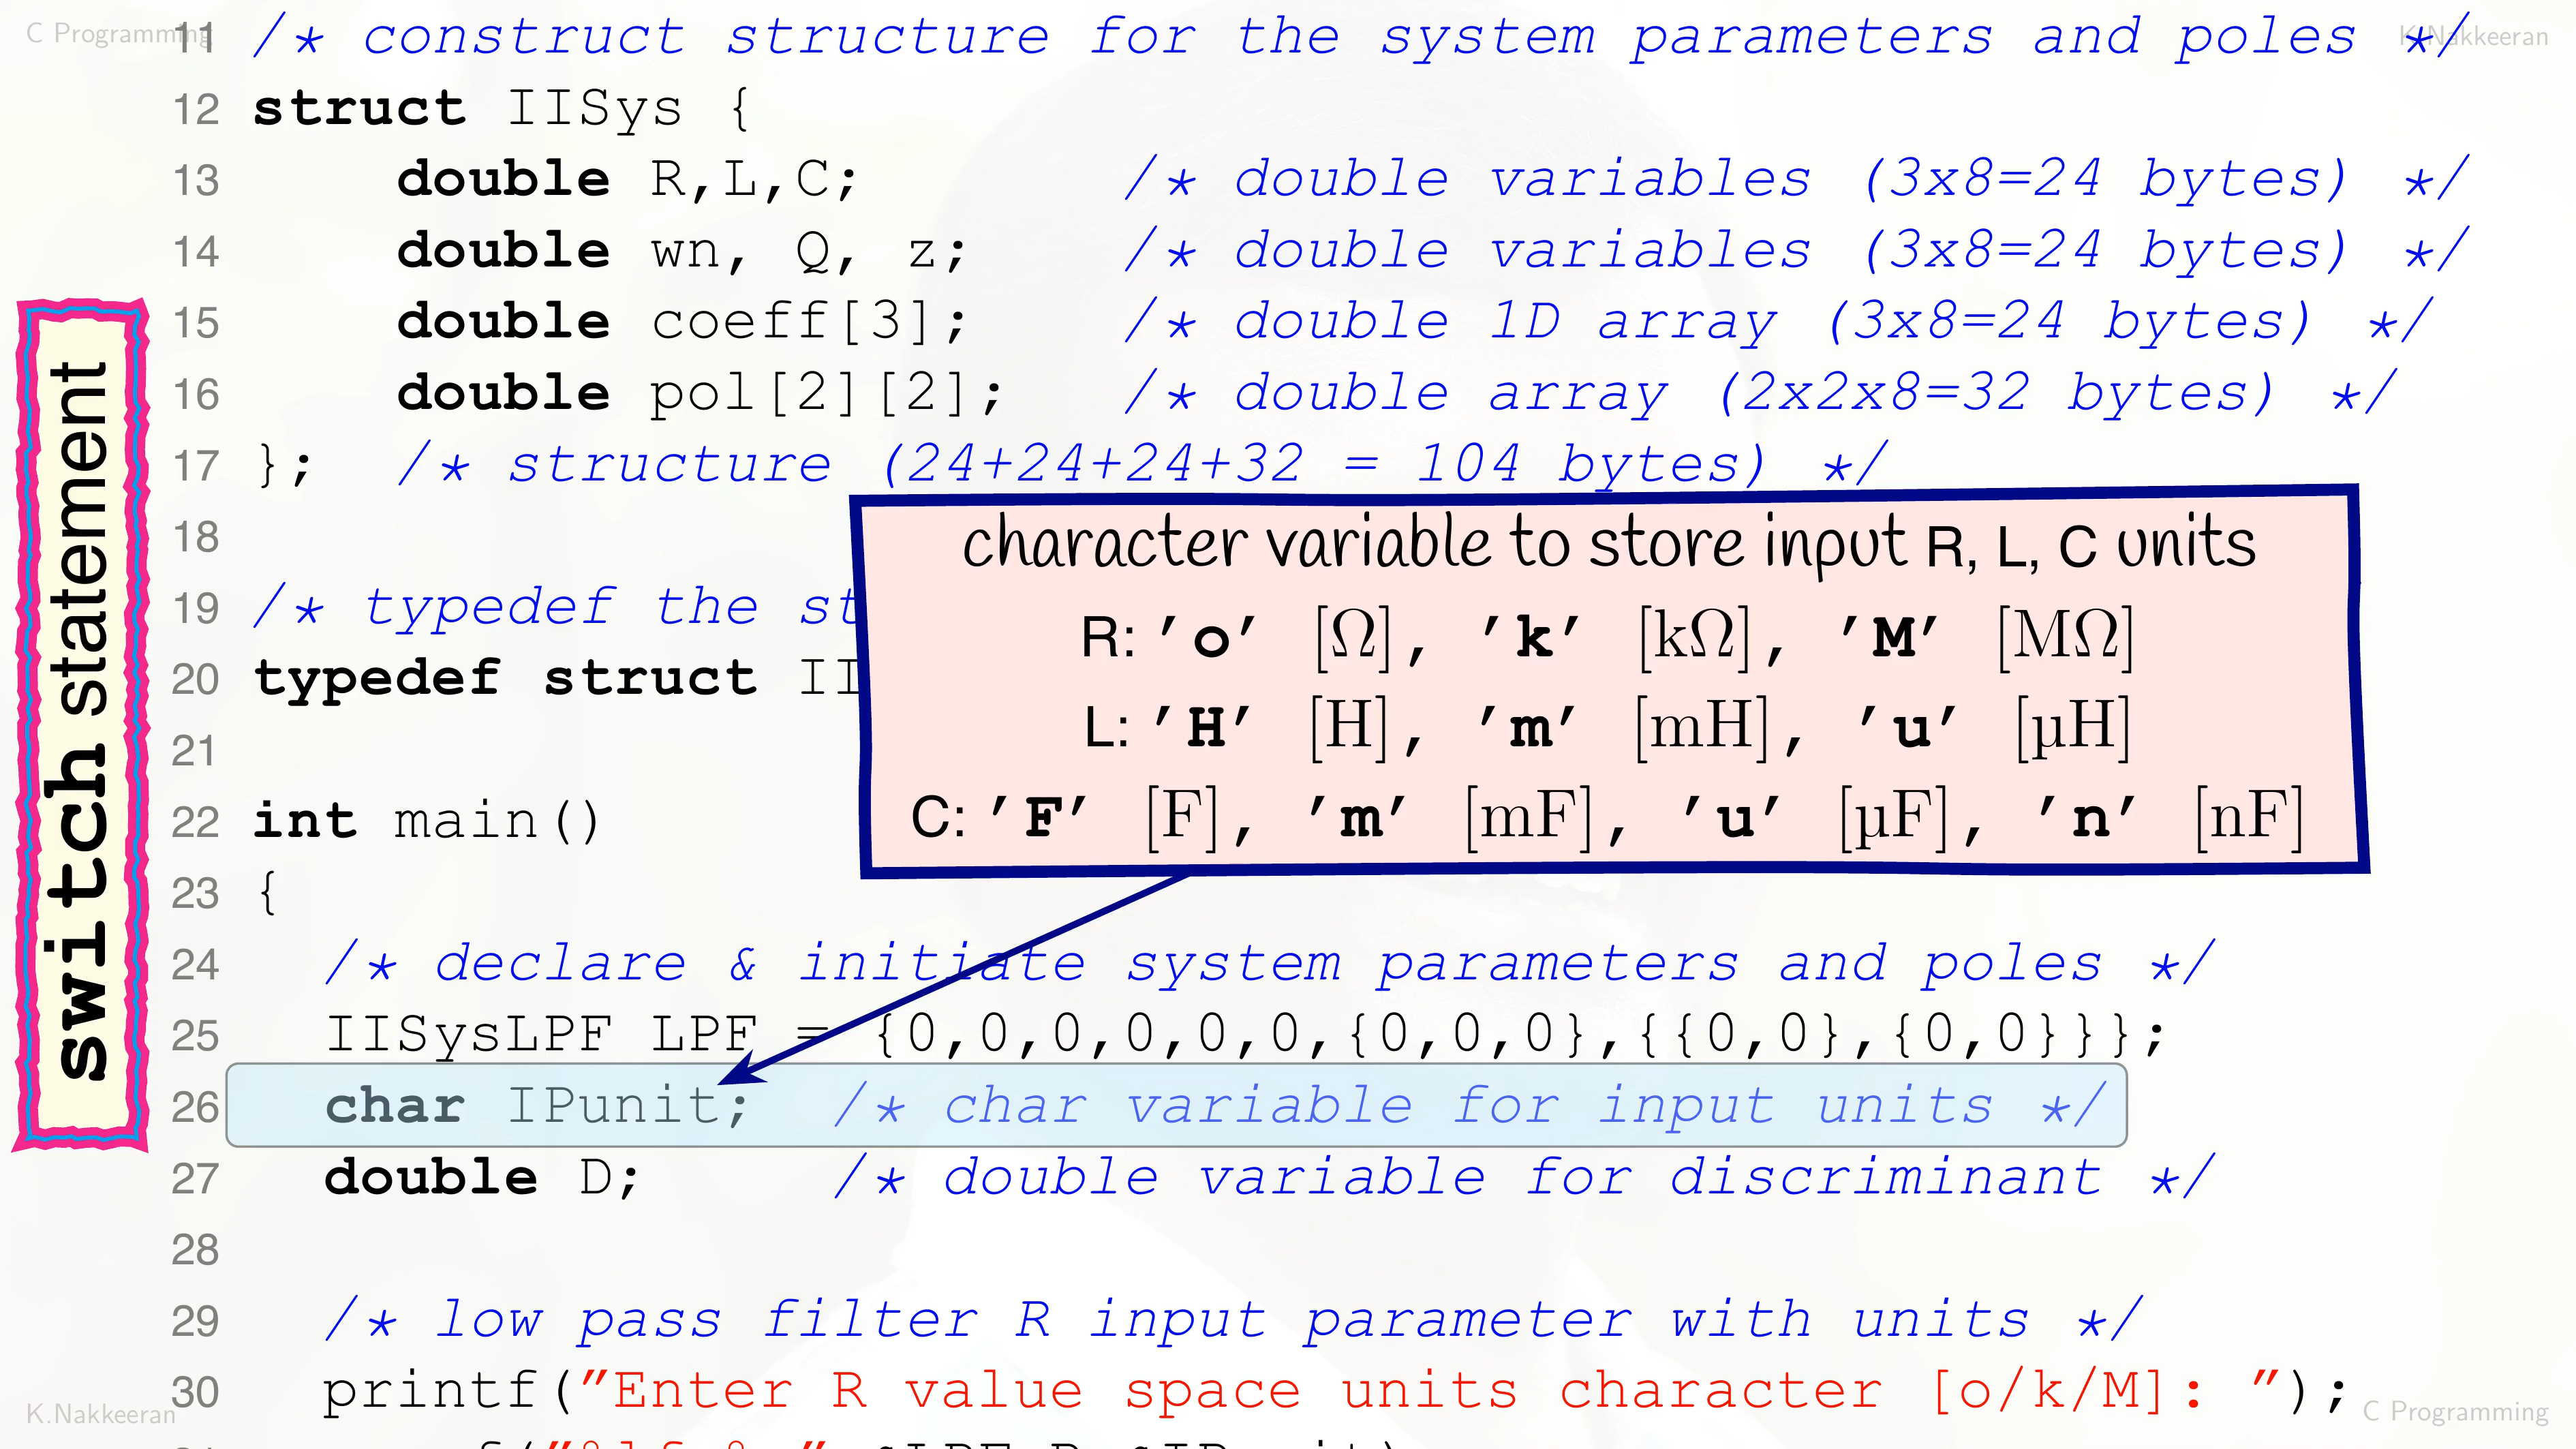 C Programming
K.Nakkeeran
switch statement
11 /* construct structure for the system parameters and poles */
12 struct IISys {
13 double R,L,C; /* double variables (3x8=24 bytes) */
14 double wn, Q, z; /* double variables (3x8=24 bytes) */
15 double coeff[3]; /* double 1D array (3x8=24 bytes) */
16 double pol[2][2]; /* double array (2x2x8=32 bytes) */
17 }; /* structure (24+24+24+32 = 104 bytes) */
18
19 /* typedef the st
20 typedef struct II
21
22 int main()
23 {
character variable to store input R, L, C units
R: 'o' [Ω], 'k' [kΩ], 'M' [MΩ]
L: 'H' [H], 'm' [mH], 'u' [µH]
C: 'F' [F], 'm' [mF], 'u' [µF], 'n' [nF]
24 /* declare & initiate system parameters and poles */
25 IISysLPF LPF = {0,0,0,0,0,0,{0,0,0},{{0,0},{0,0}}};
26 char IPunit; /* char variable for input units */
27 double D; /* double variable for discriminant */
28
29 /* low pass filter R input parameter with units */
30 printf("Enter R value space units character [o/k/M]: ");
K.Nakkeeran
C Programming